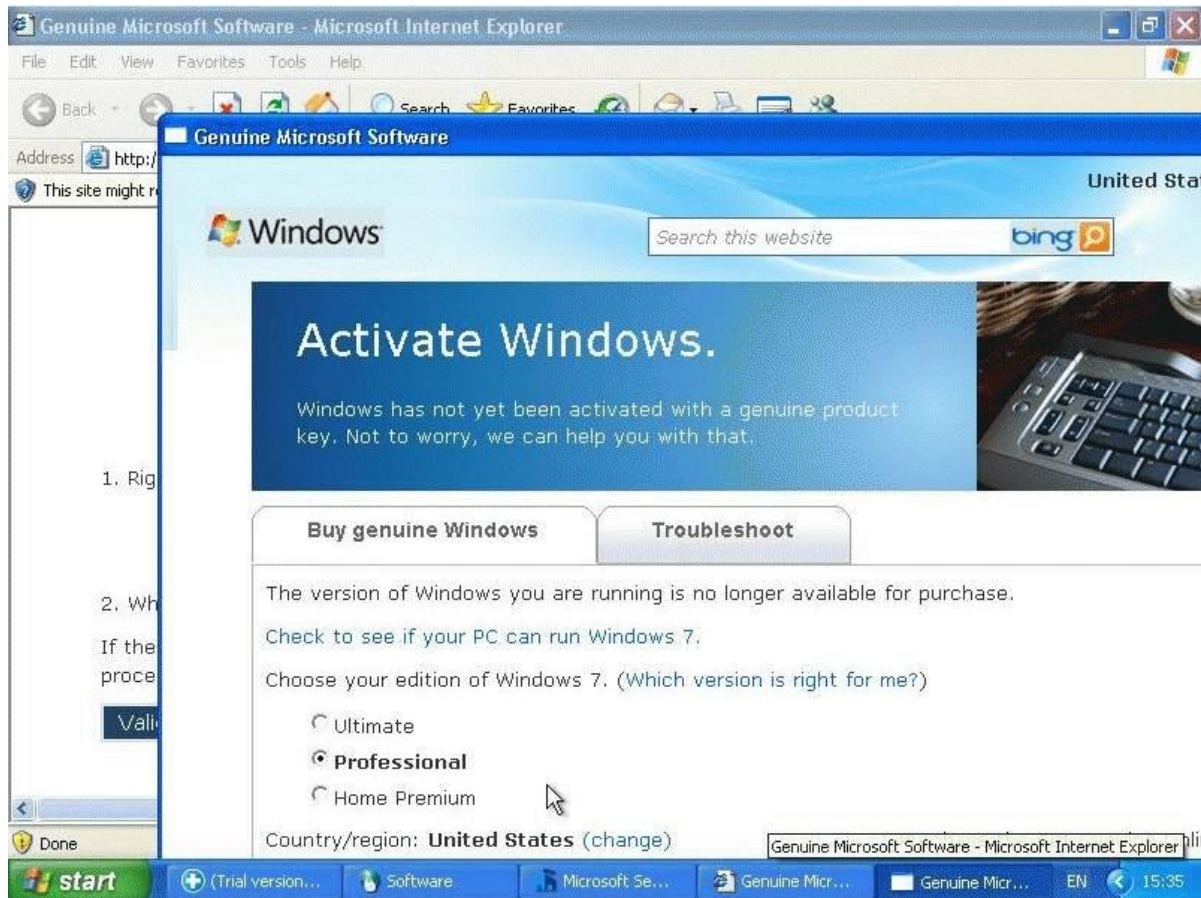 Genuine Microsoft Software - Microsoft Internet Explorer
File Edit View Favorites Tools Help
Back Search Favorites
Genuine Microsoft Software
Address http:/
This site might
United Sta
Windows
Search this website bing
Activate Windows.
Windows has not yet been activated with a genuine product
key. Not to worry, we can help you with that.
1. Rig
Buy genuine Windows Troubleshoot
The version of Windows you are running is no longer available for purchase.
2. Wh
Check to see if your PC can run Windows 7.
If the
proce
Choose your edition of Windows 7. (Which version is right for me?)
Vali
Ultimate
Professional
Home Premium
Country/region: United States (change)
Genuine Microsoft Software - Microsoft Internet Explorer
Done
start (Trial version... Software Microsoft Se... Genuine Micr... Genuine Micr... EN 15:35